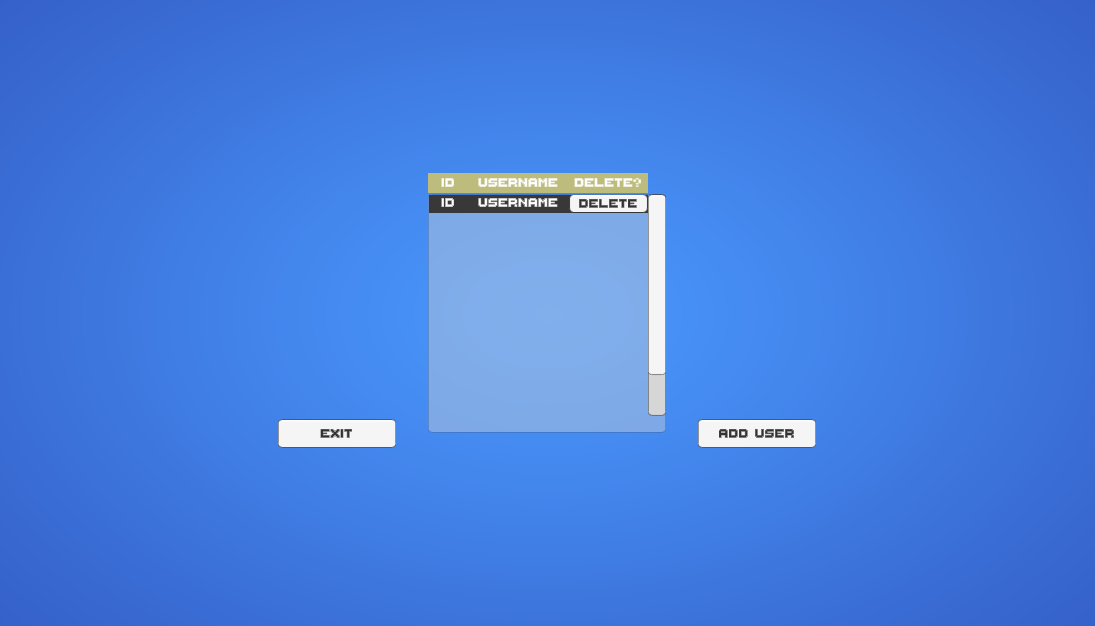 ID USERNAME DELETE?
ID USERNAME DELETE
EXIT
ADD USER